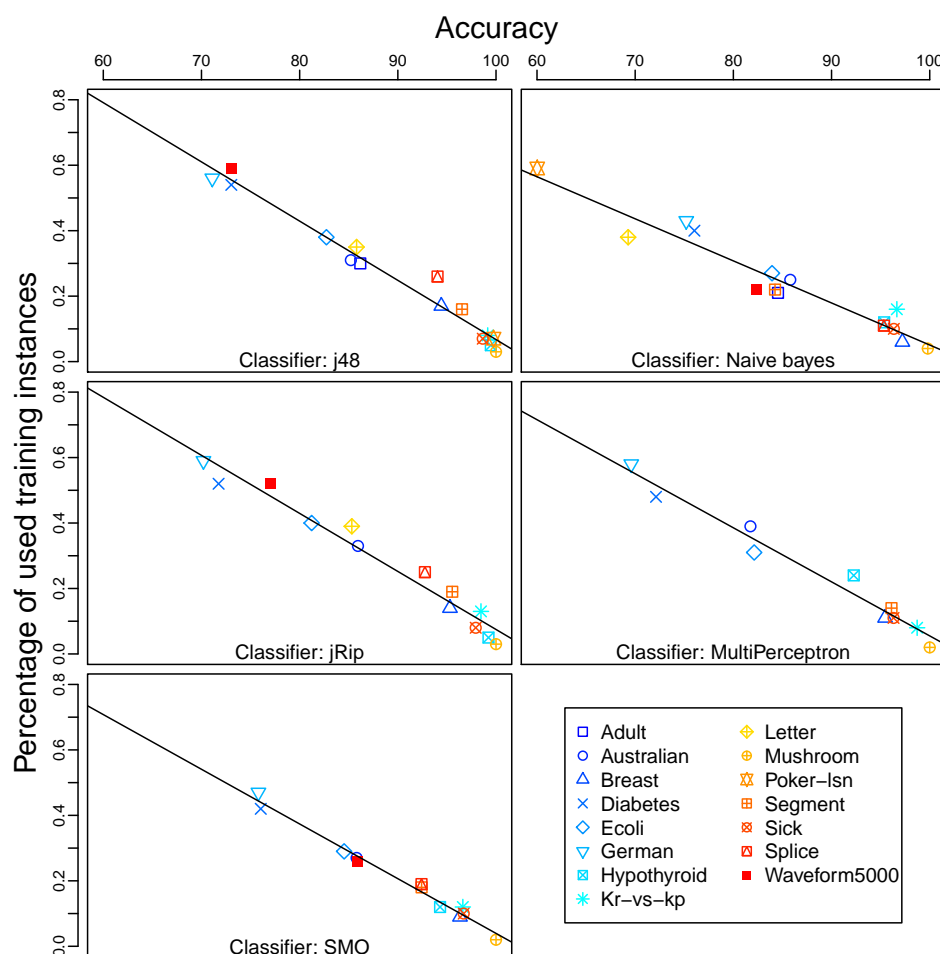 Accuracy
60 70 80 90 100 60 70 80 90 100
Percentage of used training instances
0.0 0.2 0.4 0.6 0.8
Classifier: j48
Classifier: Naive bayes
0.0 0.2 0.4 0.6 0.8
Classifier: jRip
Classifier: MultiPerceptron
0.0 0.2 0.4 0.6 0.8
Classifier: SMO
Adult
Australian
Breast
Diabetes
Ecoli
German
Hypothyroid
Kr-vs-kp
Letter
Mushroom
Poker-lsn
Segment
Sick
Splice
Waveform5000